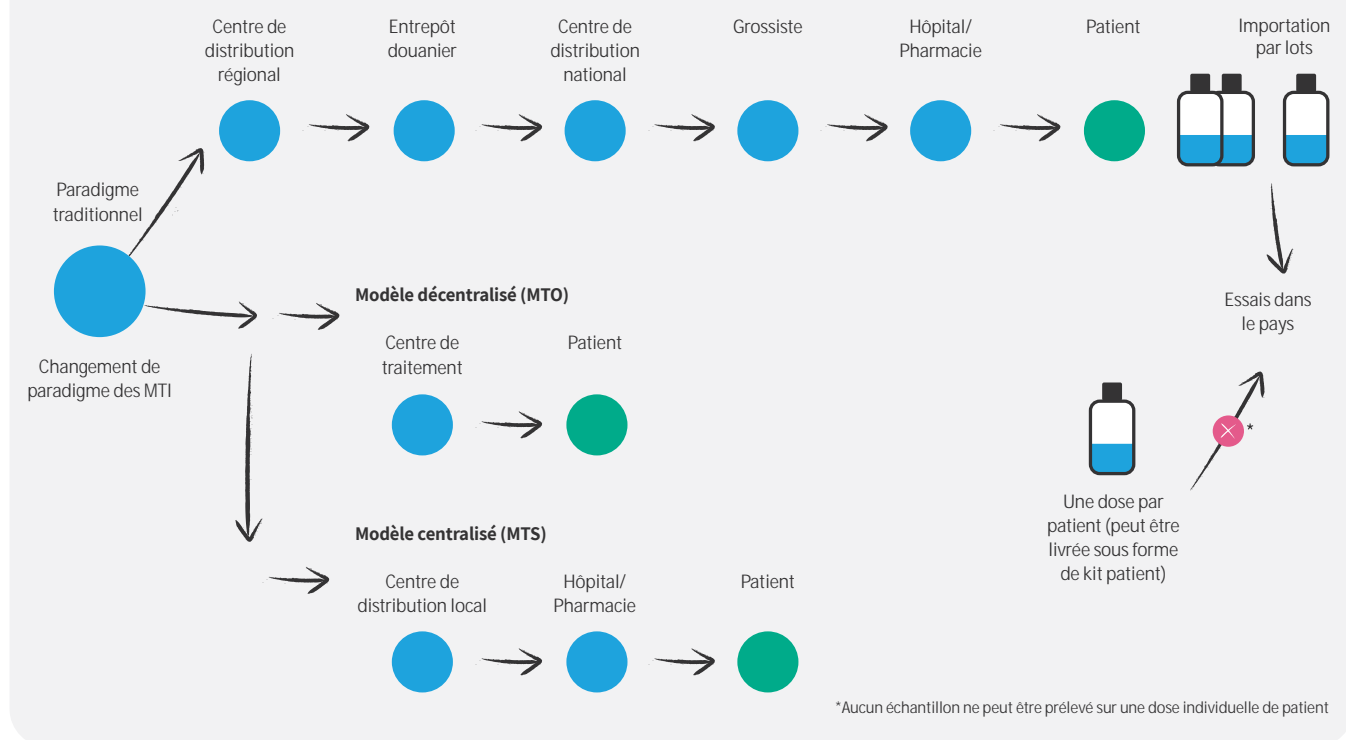 Centre de
distribution
régional
Entrepôt
douanier
Centre de
distribution
national
Grossiste
Hôpital/
Pharmacie
Patient
Importation
par lots
Paradigme
traditionnel
Changement de
paradigme des MTI
Modèle décentralisé (MTO)
Centre de
traitement
Patient
Modèle centralisé (MTS)
Centre de
distribution local
Hôpital/
Pharmacie
Patient
Essais dans
le pays
*
Une dose par
patient (peut être
livrée sous forme
de kit patient)
*Aucun échantillon ne peut être prélevé sur une dose individuelle de patient